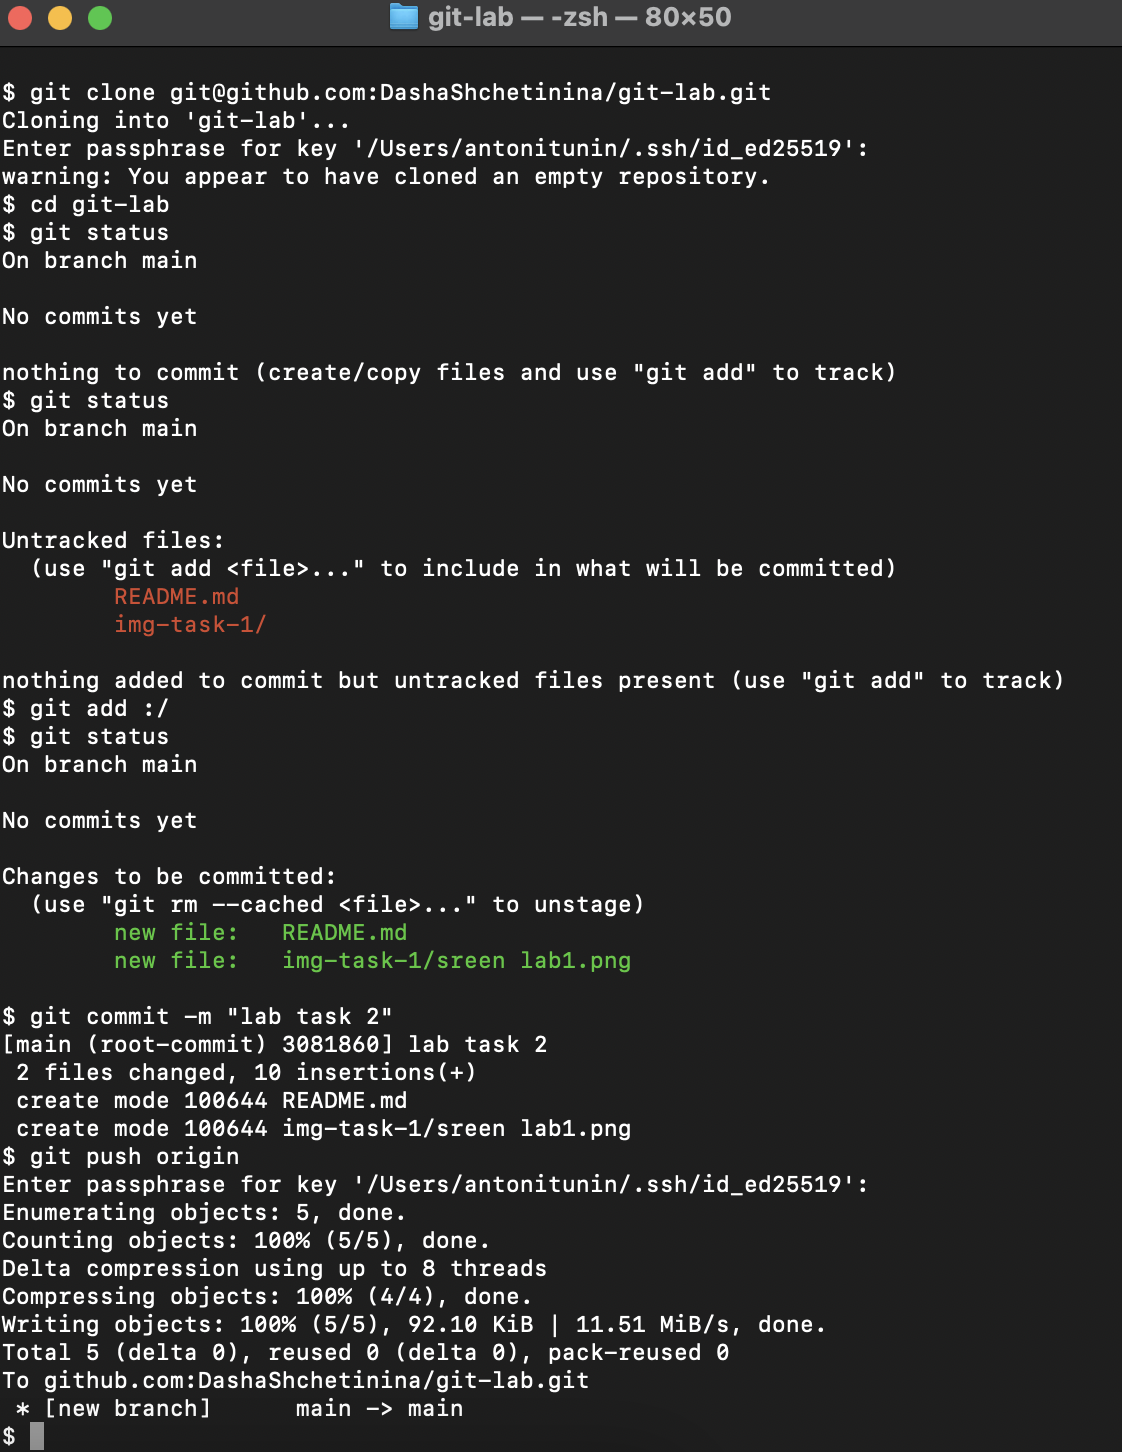 git-lab — -zsh — 80×50
$ git clone git@github.com:DashaShchetinina/git-lab.git
Cloning into 'git-lab'...
Enter passphrase for key '/Users/antonitunin/.ssh/id_ed25519':
warning: You appear to have cloned an empty repository.
$ cd git-lab
$ git status
On branch main

No commits yet

nothing to commit (create/copy files and use "git add" to track)
$ git status
On branch main

No commits yet

Untracked files:
  (use "git add <file>..." to include in what will be committed)
        README.md
        img-task-1/

nothing added to commit but untracked files present (use "git add" to track)
$ git add :/
$ git status
On branch main

No commits yet

Changes to be committed:
  (use "git rm --cached <file>..." to unstage)
        new file:   README.md
        new file:   img-task-1/sreen lab1.png

$ git commit -m "lab task 2"
[main (root-commit) 3081860] lab task 2
 2 files changed, 10 insertions(+)
 create mode 100644 README.md
 create mode 100644 img-task-1/sreen lab1.png
$ git push origin
Enter passphrase for key '/Users/antonitunin/.ssh/id_ed25519':
Enumerating objects: 5, done.
Counting objects: 100% (5/5), done.
Delta compression using up to 8 threads
Compressing objects: 100% (4/4), done.
Writing objects: 100% (5/5), 92.10 KiB | 11.51 MiB/s, done.
Total 5 (delta 0), reused 0 (delta 0), pack-reused 0
To github.com:DashaShchetinina/git-lab.git
 * [new branch]      main -> main
$